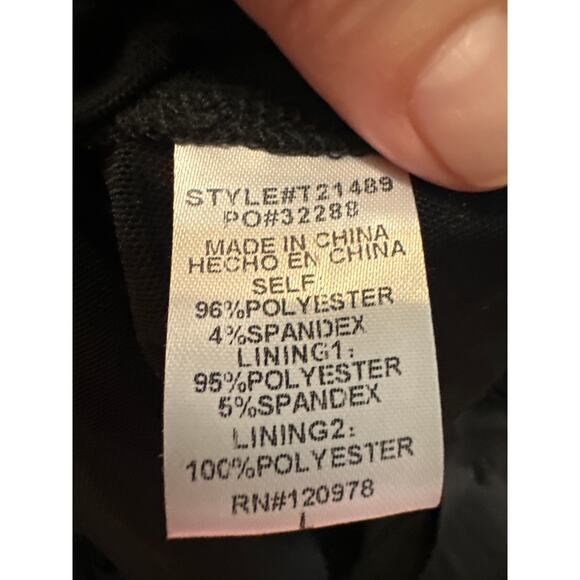 STYLE#T21489
PO#32288
MADE IN CHINA
HECHO EN CHINA
SELF
96%POLYESTER
4%SPANDEX
LINING1:
95%POLYESTER
5%SPANDEX
LINING2:
100%POLYESTER
RN#120978
L